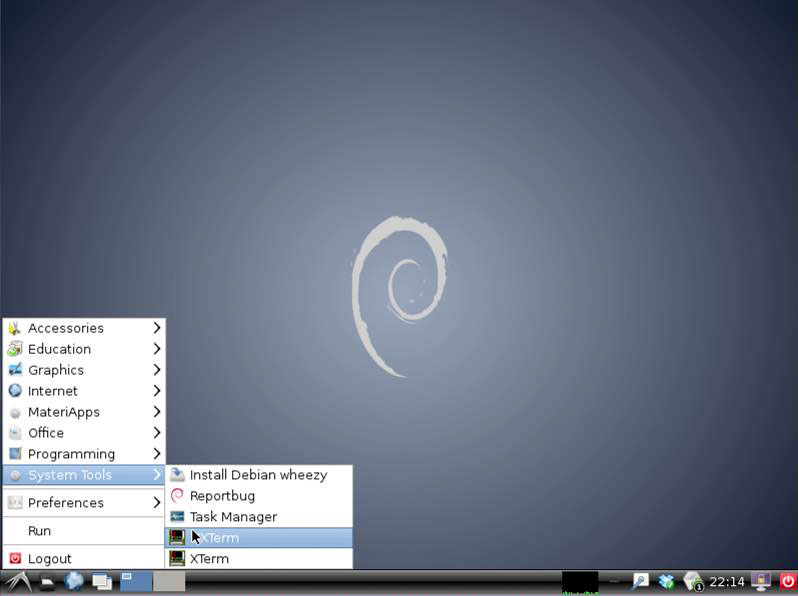 Accessories
Education
Graphics
Internet
MateriApps
Office
Programming
System Tools
Preferences
Run
Logout
Install Debian wheezy
Reportbug
Task Manager
XTerm
XTerm
1
22:14